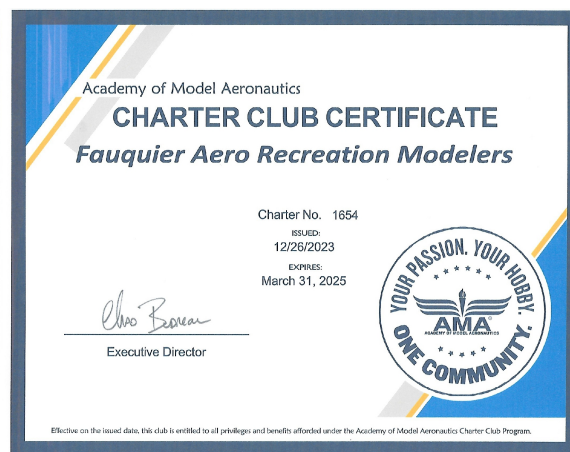 Academy of Model Aeronautics
CHARTER CLUB CERTIFICATE
Fauquier Aero Recreation Modelers
Charter No. 1654
ISSUED:
12/26/2023
EXPIRES:
March 31, 2025
Executive Director
YOUR PASSION. YOUR HOBBY.
AMA
ACADEMY OF MODEL AERONAUTICS
ONE COMMUNITY.
Effective on the issued date, this club is entitled to all privileges and benefits afforded under the Academy of Model Aeronautics Charter Club Program.